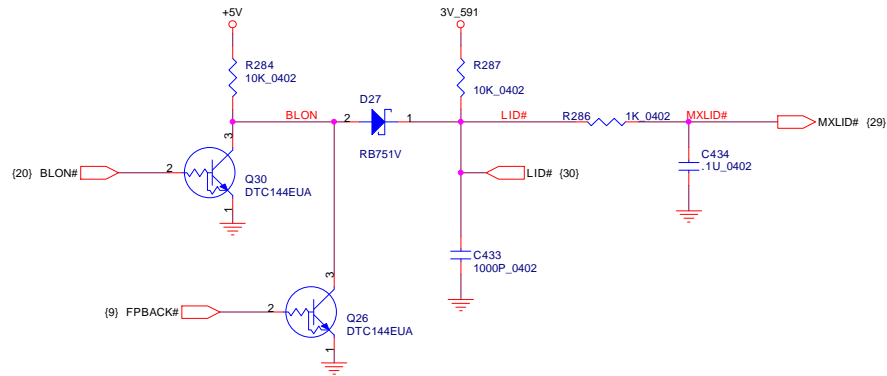 +5V
3V_591
R284
10K_0402
R287
10K_0402
D27
BLON
2
1
LID#
R286
1K_0402
MXLID#
MXLID# {29}
3
RB751V
C434
.1U_0402
{20} BLON#
2
LID# {30}
Q30
DTC144EUA
1
C433
1000P_0402
3
{9} FPBACK#
2
Q26
DTC144EUA
1